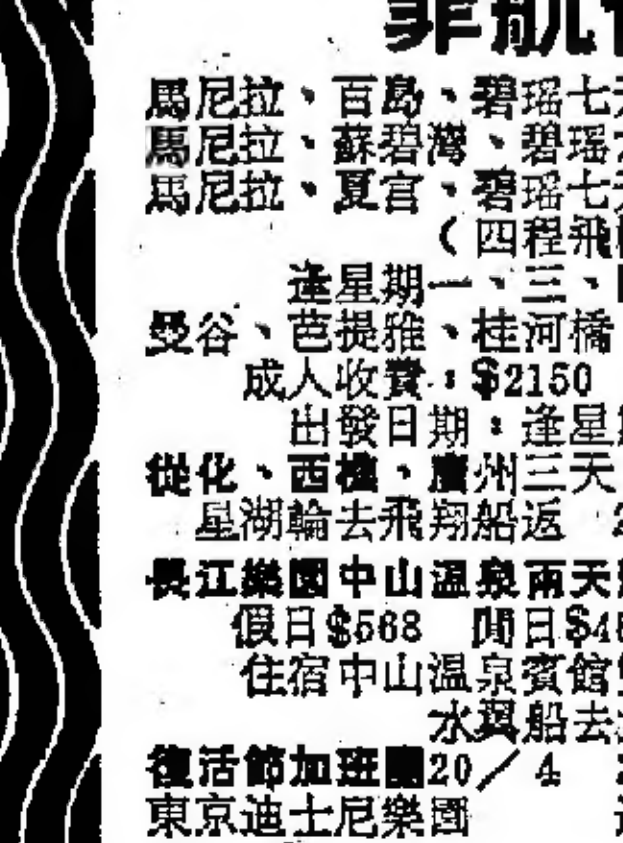 菲航
馬尼拉、百島、碧瑤七天
馬尼拉、蘇碧灣、碧瑤
馬尼拉、夏宮、碧瑤七天
(四程飛
逢星期一、三、
曼谷、芭提雅、桂河橋
成人收費：$2150
出發日期：逢星
從化、西樵、廣州三天
星湖輪去飛翔船返
長江樂園中山溫泉兩天
假日$568 閒日$4
住宿中山溫泉賓館
水翼船去
復活節加班團20／4
東京迪士尼樂園